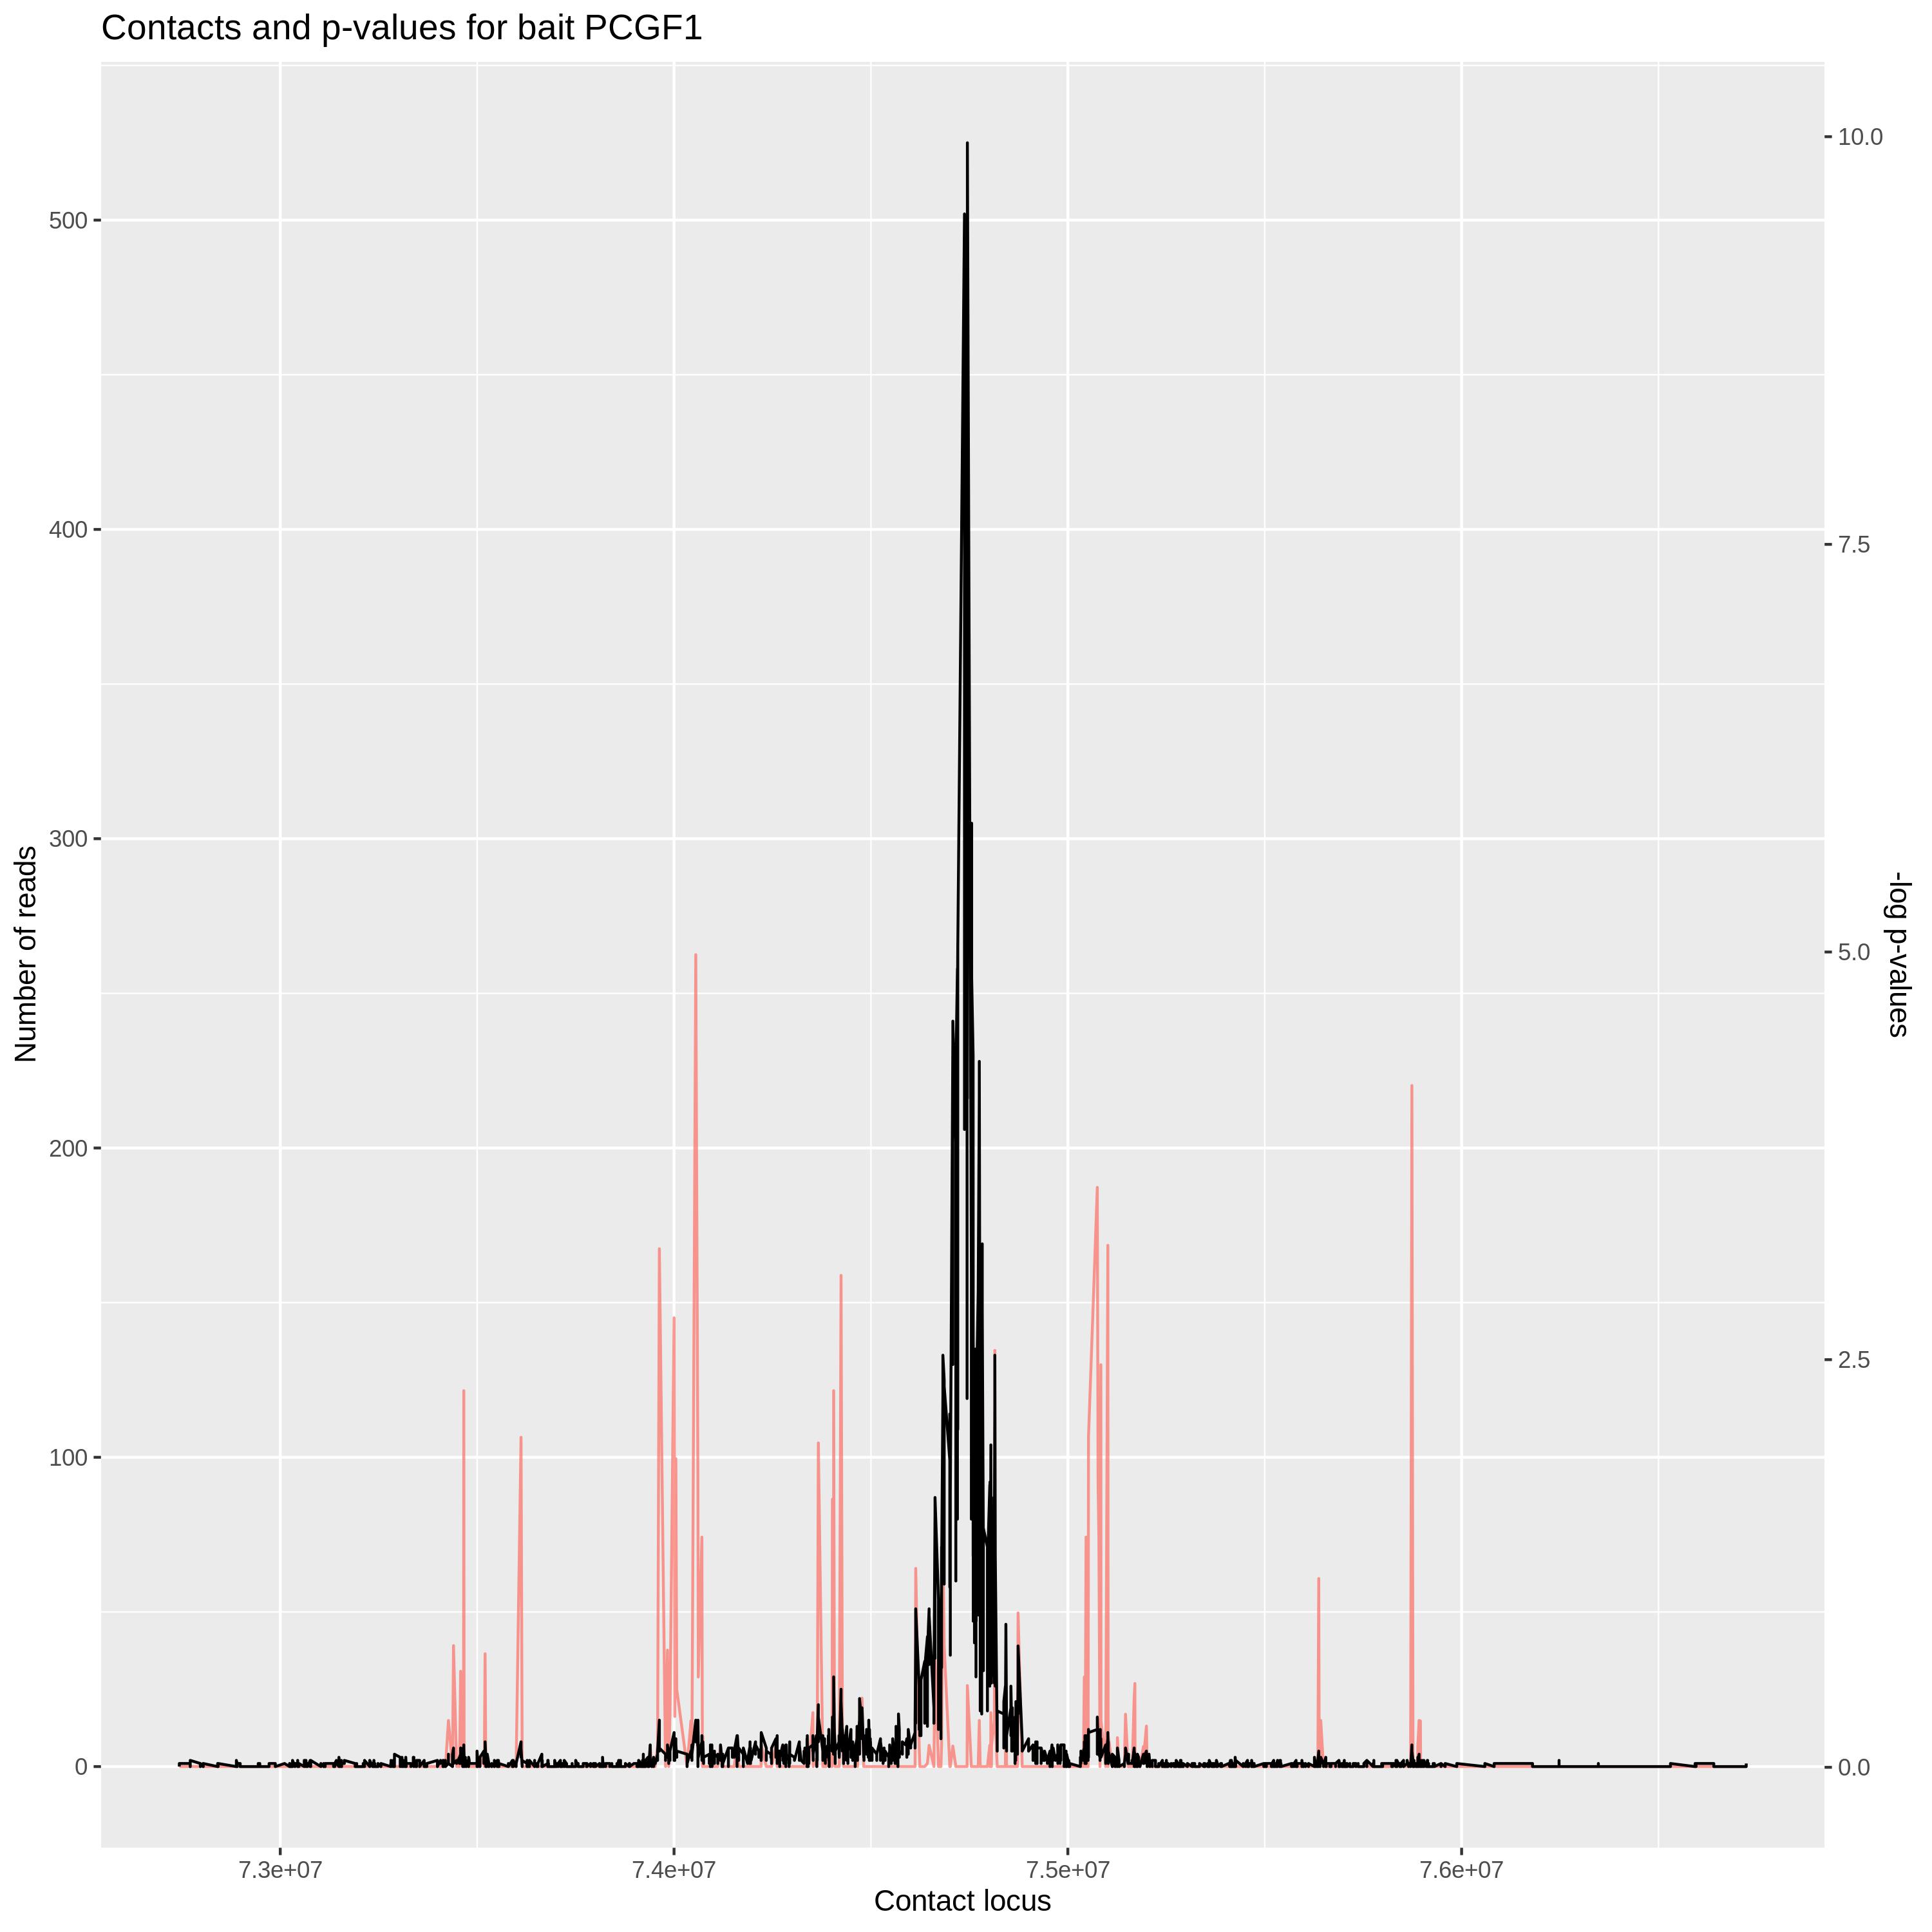 Contacts and p-values for bait PCGF1
10.0
500
400
7.5
300
Number of reads
-log p-values
5.0
200
2.5
100
0
0.0
7.3e+07 7.4e+07 7.5e+07 7.6e+07
Contact locus